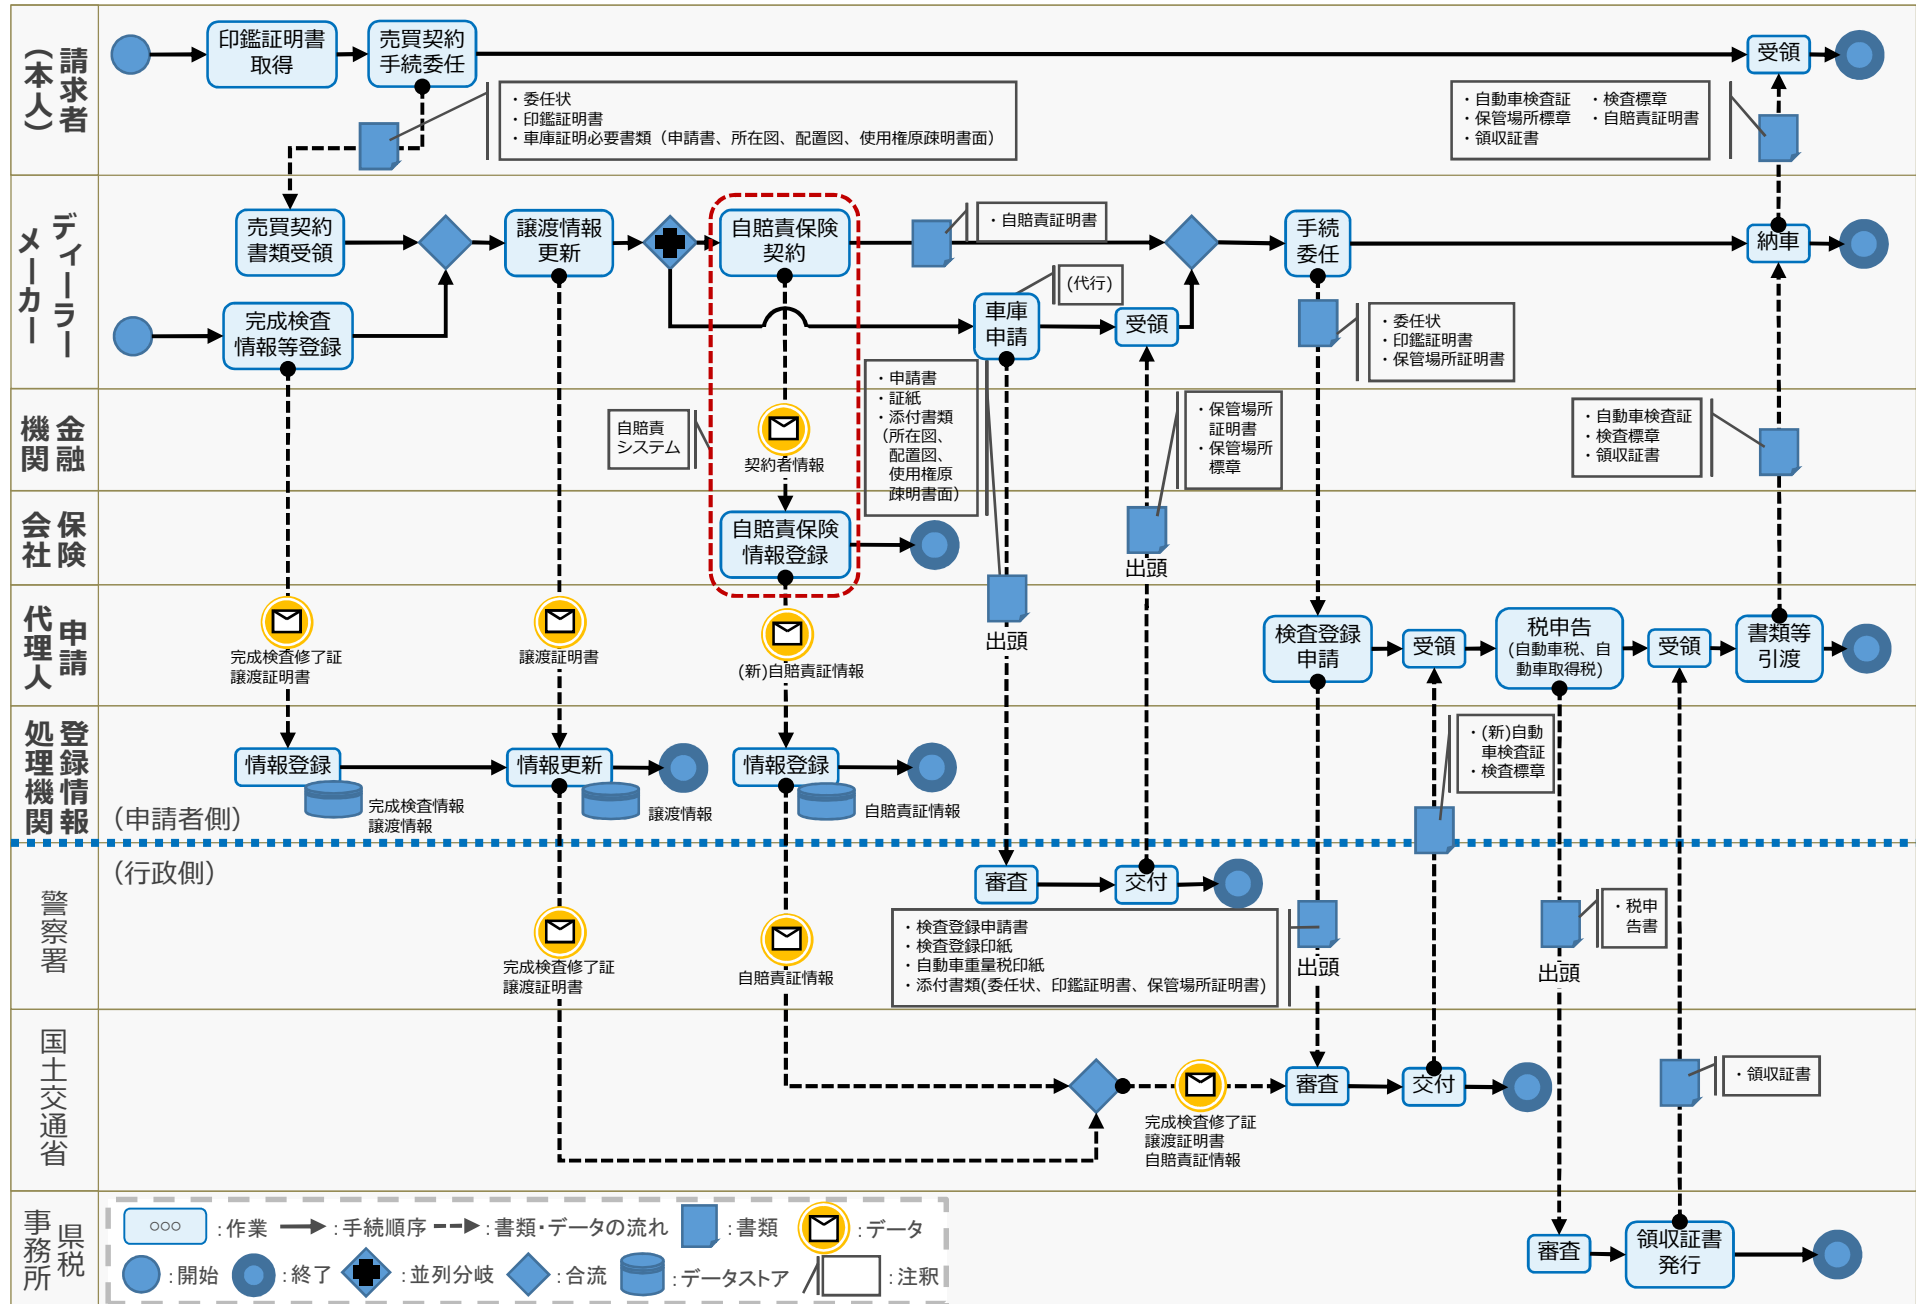 請求者
（本人）
印鑑証明書
取得
売買契約
手続委任
受領
・委任状
・印鑑証明書
・車庫証明必要書類（申請書、所在図、配置図、使用権原疎明書面）
・自動車検査証　・検査標章
・保管場所標章　・自賠責証明書
・領収証書
ディーラー
メーカー
売買契約
書類受領
譲渡情報
更新
自賠責保険
契約
・自賠責証明書
手続
委任
納車
完成検査
情報等登録
(代行)
車庫
申請
受領
・委任状
・印鑑証明書
・保管場所証明書
金融
機関
自賠責
システム
契約者情報
・申請書
・証紙
・添付書類
（所在図、
配置図、
使用権原
疎明書面）
・保管場所
証明書
・保管場所
標章
・自動車検査証
・検査標章
・領収証書
保険
会社
自賠責保険
情報登録
出頭
申請
代理人
完成検査修了証
譲渡証明書
譲渡証明書
(新)自賠責証情報
出頭
検査登録
申請
受領
税申告
(自動車税、自
動車取得税)
受領
書類等
引渡
登録情報
処理機関
情報登録
完成検査情報
譲渡情報
情報更新
譲渡情報
情報登録
自賠責証情報
・(新)自動
車検査証
・検査標章
（申請者側）
（行政側）
警察署
審査
交付
完成検査修了証
譲渡証明書
自賠責証情報
・検査登録申請書
・検査登録印紙
・自動車重量税印紙
・添付書類(委任状、印鑑証明書、保管場所証明書)
出頭
・税申
告書
出頭
国土交通省
完成検査修了証
譲渡証明書
自賠責証情報
審査
交付
・領収証書
県税
事務所
審査
領収証書
発行
○○○
：作業
：手続順序
：書類・データの流れ
：書類
：データ
：開始
：終了
：並列分岐
：合流
：データストア
：注釈